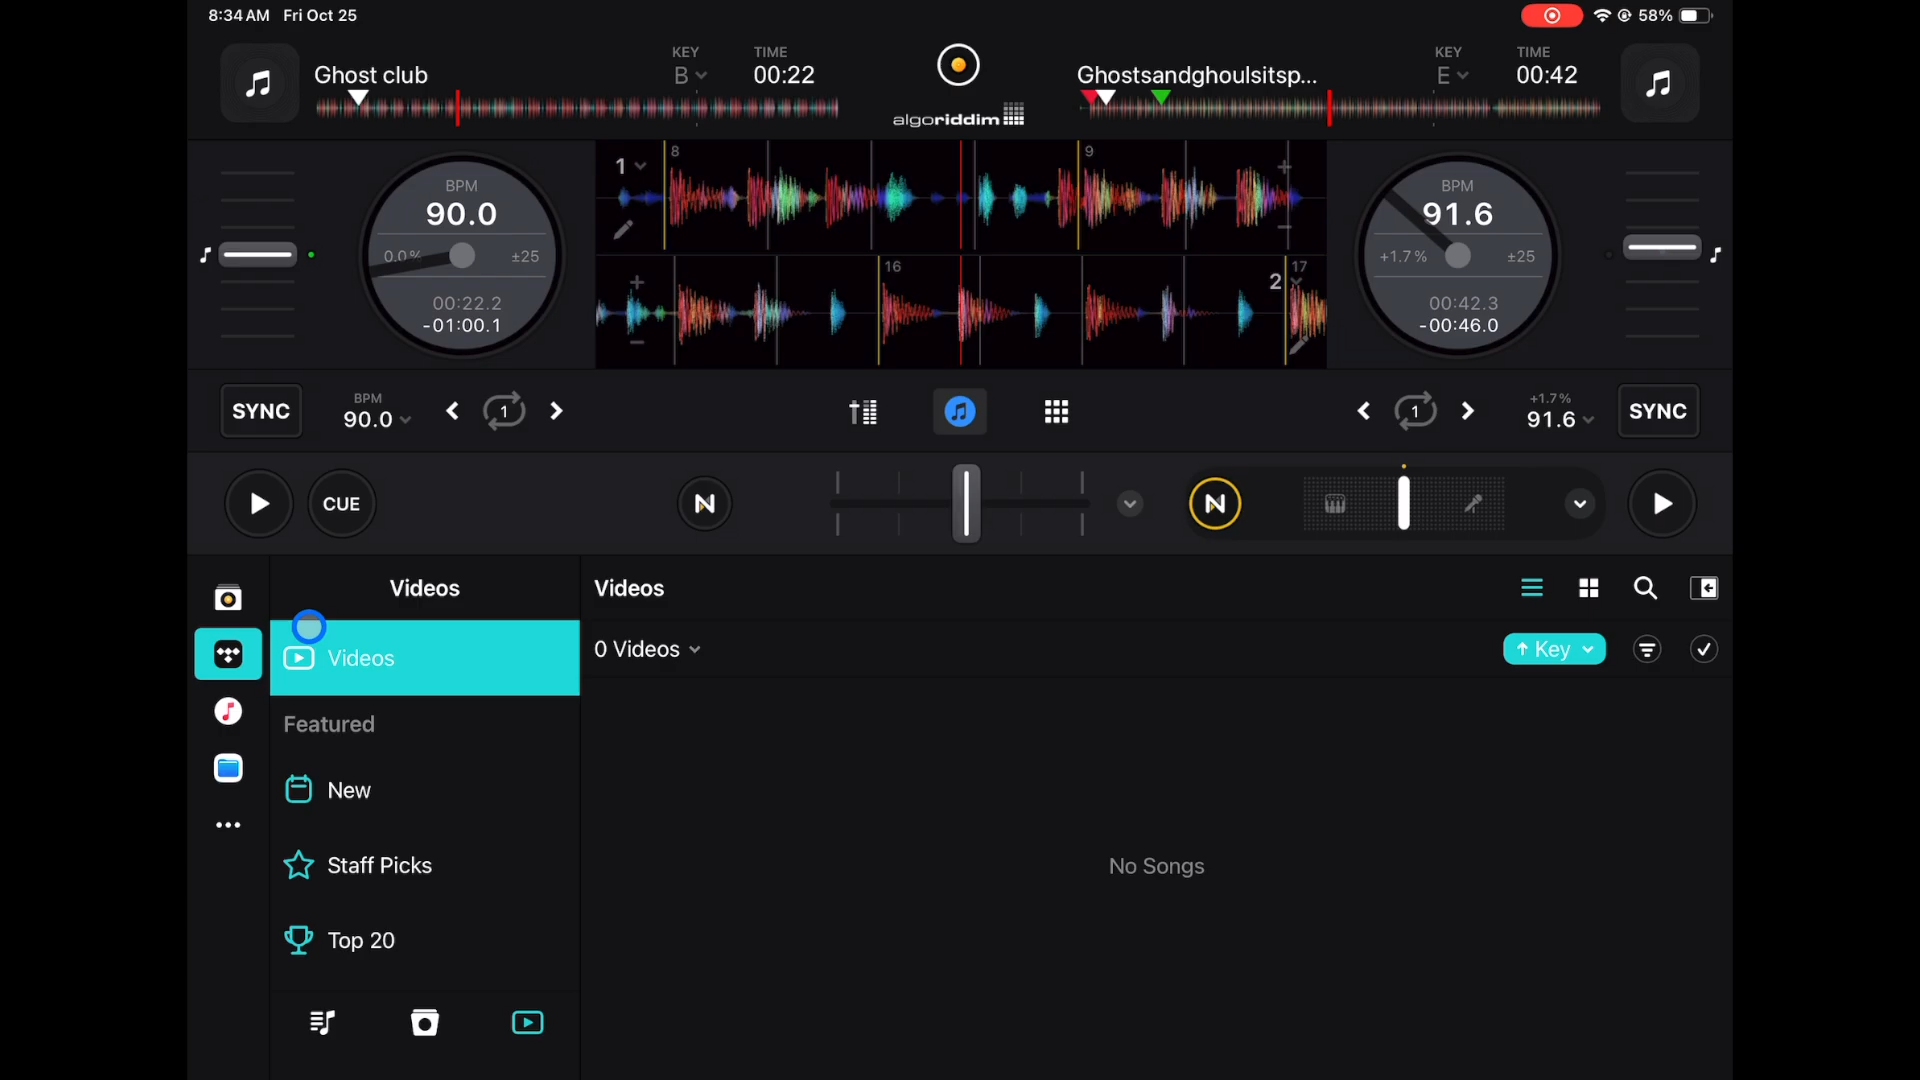 8:34 AM Fri Oct 25
58%
Ghost club
KEY
B
TIME
00:22
algoriddim
Ghostsandghoulsitsp...
KEY
E
TIME
00:42
BPM
90.0
0.0%
±25
00:22.2
-01:00.1
1
8
9
16
2
17
BPM
91.6
+1.7%
±25
00:42.3
-00:46.0
SYNC
BPM
90.0
1
1
+1.7%
91.6
SYNC
CUE
Videos
Videos
Videos
0 Videos
Key
Featured
New
Staff Picks
Top 20
No Songs